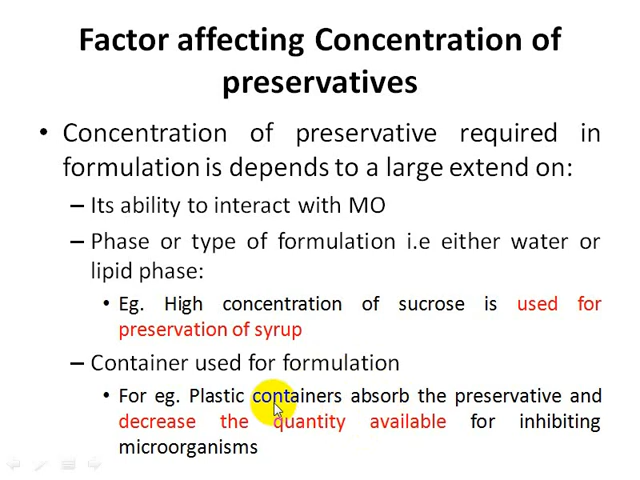 Factor affecting Concentration of
preservatives
• Concentration of preservative required in
formulation is depends to a large extend on:
– Its ability to interact with MO
– Phase or type of formulation i.e either water or
lipid phase:
• Eg. High concentration of sucrose is used for
preservation of syrup
– Container used for formulation
• For eg. Plastic containers absorb the preservative and
decrease the quantity available for inhibiting
microorganisms